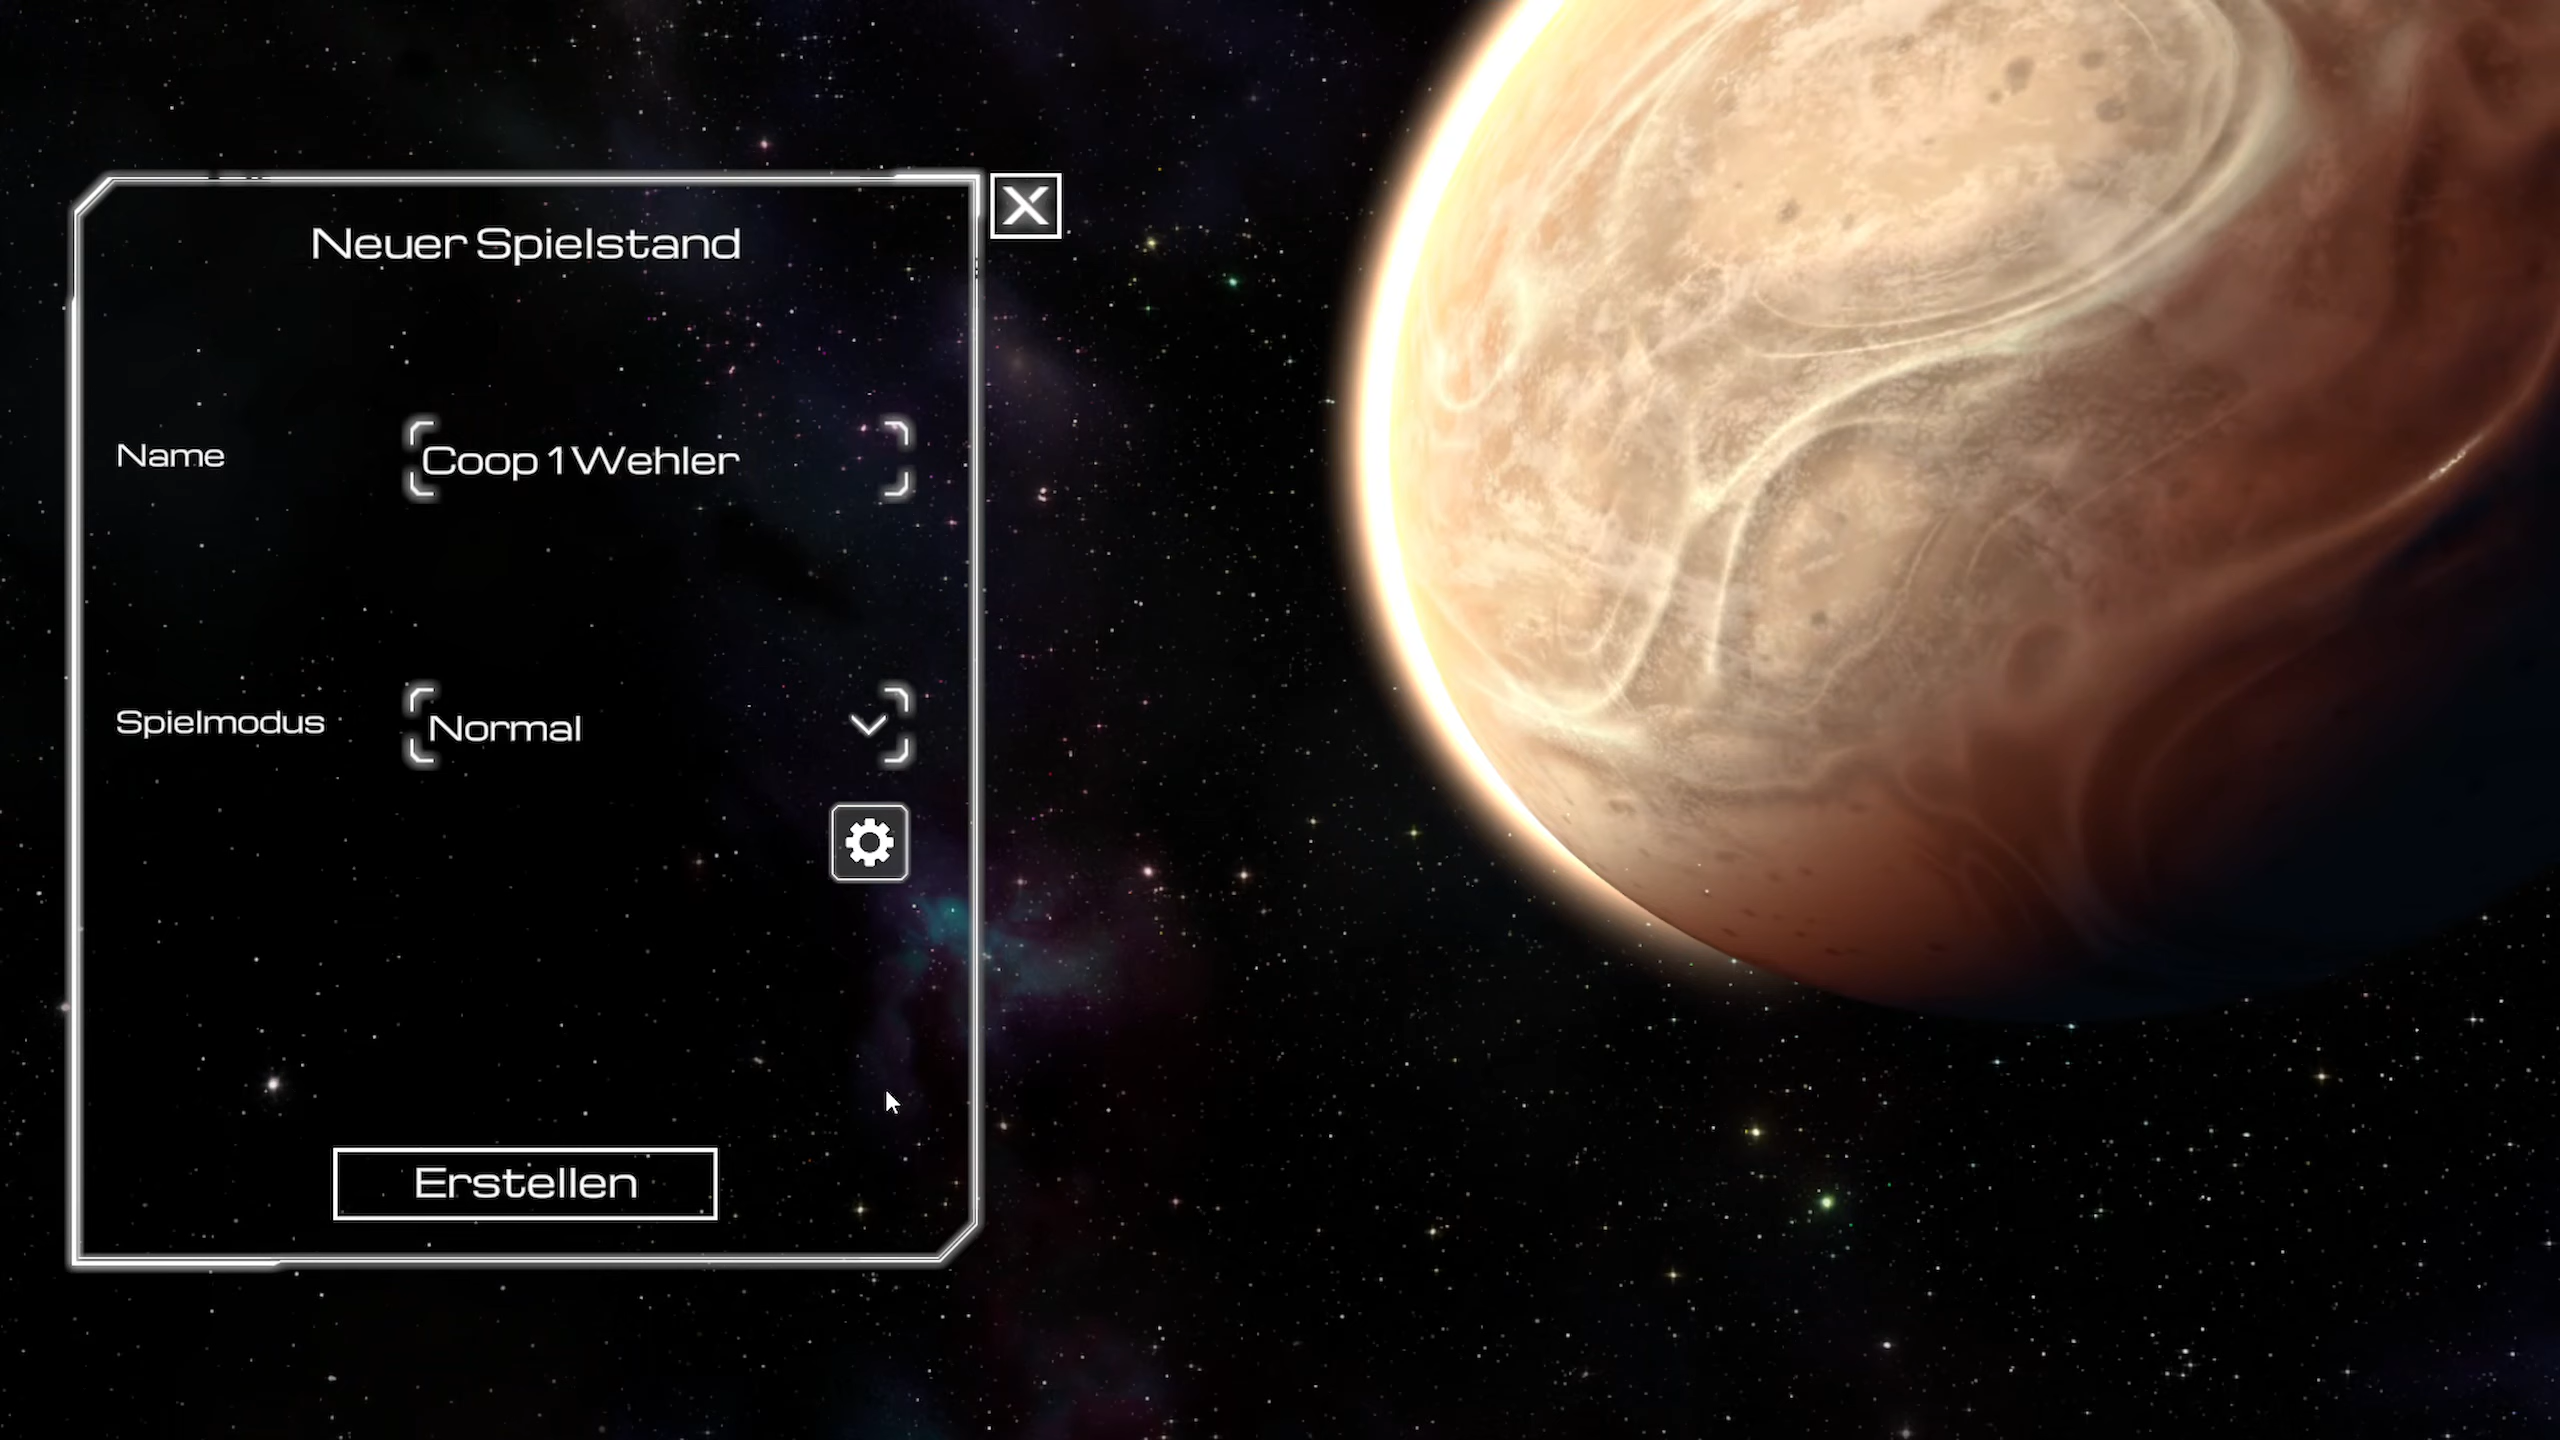 Neuer Spielstand
Name
Coop 1 Wehler
Spielmodus
Normal
Erstellen